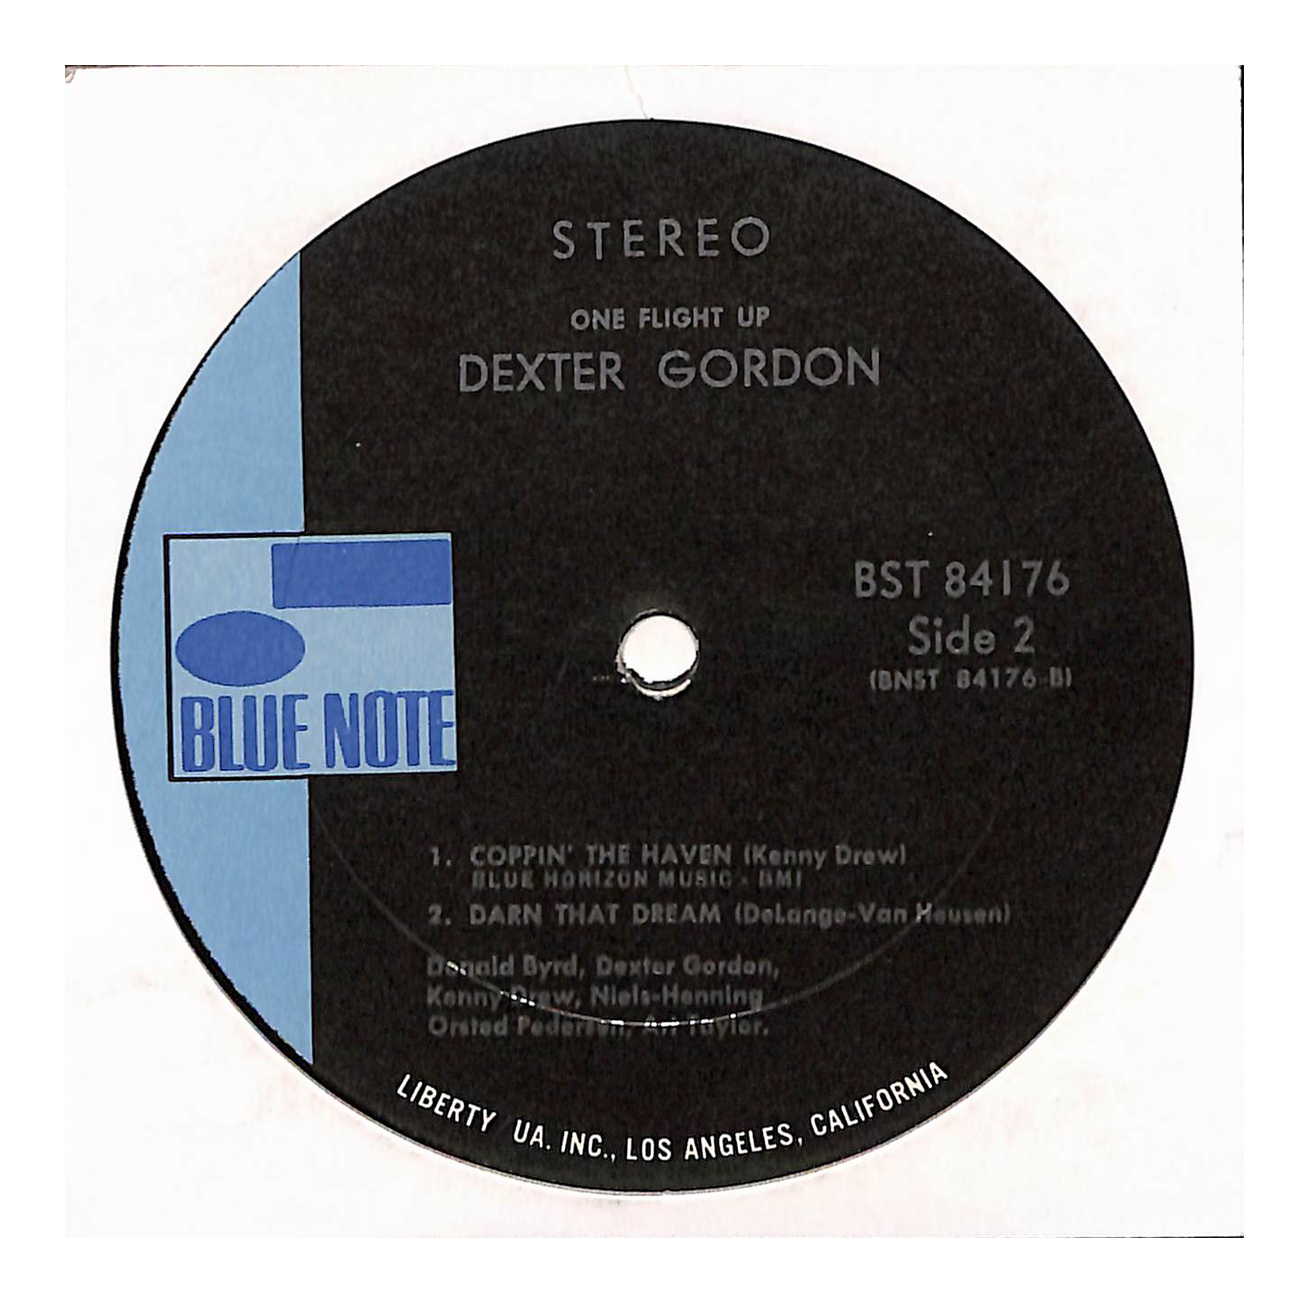 STEREO
ONE FLIGHT UP
DEXTER GORDON
BST 84176
Side 2
(BNST 84176-B)
BLUE NOTE
1. COPPIN' THE HAVEN (Kenny Drew)
BLUE HORIZON MUSIC - BMI
2. DARN THAT DREAM (DeLange-Van Heusen)
Donald Byrd, Dexter Gordon,
Kenny Drew, Niels-Henning
Orsted Pedersen, Art Taylor.
LIBERTY UA. INC., LOS ANGELES, CALIFORNIA